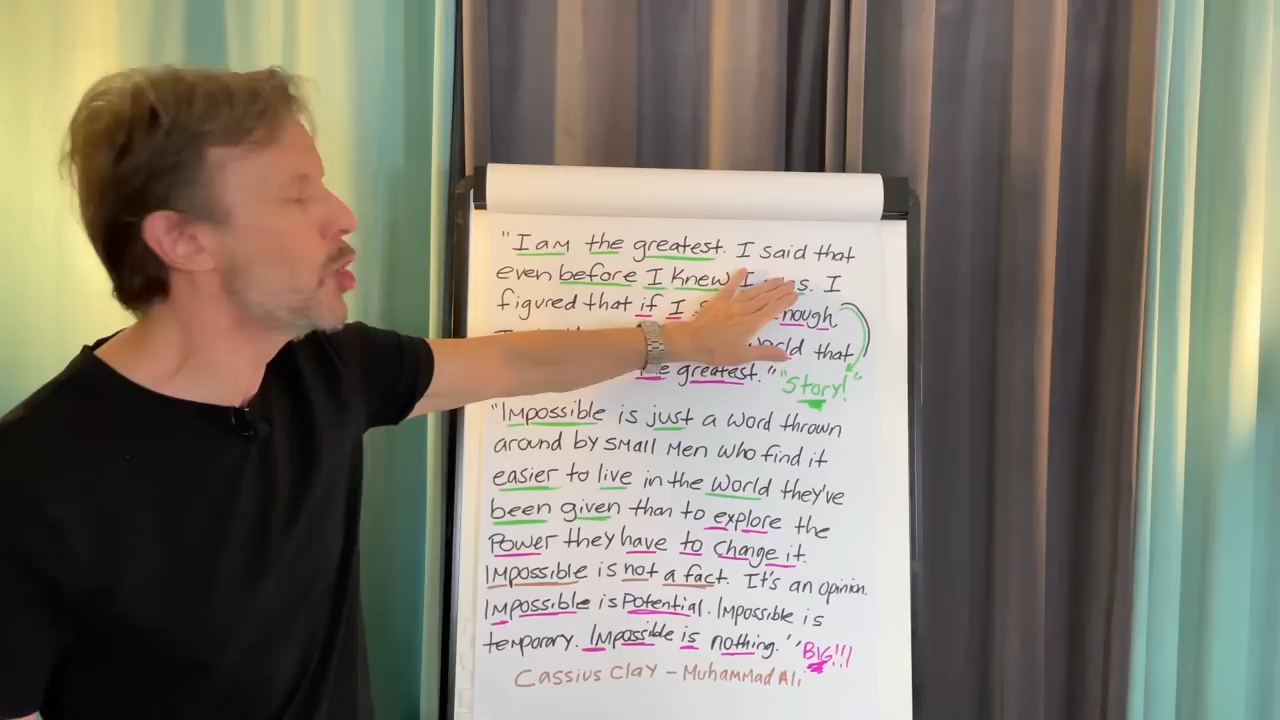 "I am the greatest. I said that
even before I Knew I was. I
figured that if I enough
world that
the greatest."
"Story!"
"Impossible is just a word thrown
around by small men who find it
easier to live in the world they've
been given than to explore the
Power they have to change it.
Impossible is not a fact. It's an opinion.
Impossible is Potential. Impossible is
temporary. Impossible is nothing."
BIG!!!
Cassius Clay - Muhammad Ali